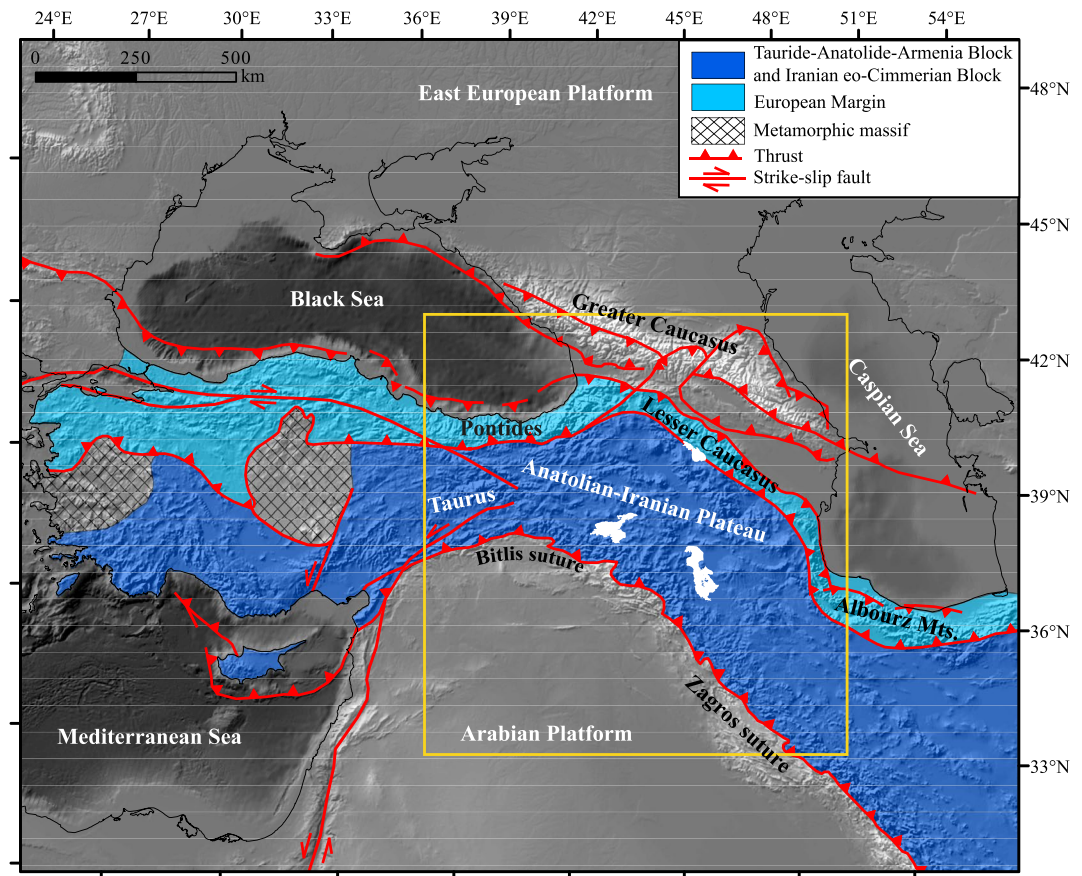 24°E 27°E 30°E 33°E 36°E 39°E 42°E 45°E 48°E 51°E 54°E
0 250 500
km
Tauride-Anatolide-Armenia Block
and Iranian eo-Cimmerian Block
European Margin
Metamorphic massif
Thrust
Strike-slip fault
East European Platform
48°N
45°N
Black Sea
Greater Caucasus
42°N
Caspian Sea
Pontides
Lesser Caucasus
Anatolian-Iranian Plateau
39°N
Taurus
Bitlis suture
Albourz Mts.
36°N
Zagros suture
Mediterranean Sea
Arabian Platform
33°N